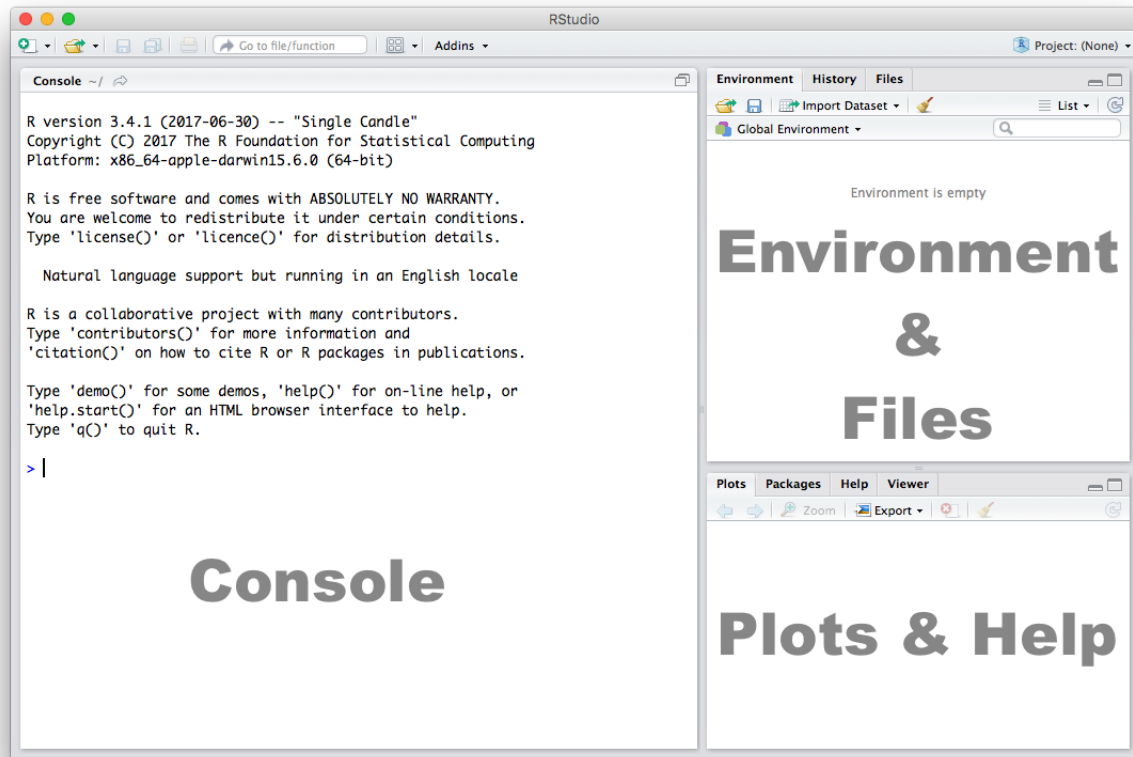 RStudio
Go to file/function
Addins
Project: (None)
Console ~/
R version 3.4.1 (2017-06-30) -- "Single Candle"
Copyright (C) 2017 The R Foundation for Statistical Computing
Platform: x86_64-apple-darwin15.6.0 (64-bit)
R is free software and comes with ABSOLUTELY NO WARRANTY.
You are welcome to redistribute it under certain conditions.
Type 'license()' or 'licence()' for distribution details.
Natural language support but running in an English locale
R is a collaborative project with many contributors.
Type 'contributors()' for more information and
'citation()' on how to cite R or R packages in publications.
Type 'demo()' for some demos, 'help()' for on-line help, or
'help.start()' for an HTML browser interface to help.
Type 'q()' to quit R.
>
Console
Environment History Files
Import Dataset List
Global Environment
Environment is empty
Environment
&
Files
Plots Packages Help Viewer
Zoom Export
Plots & Help